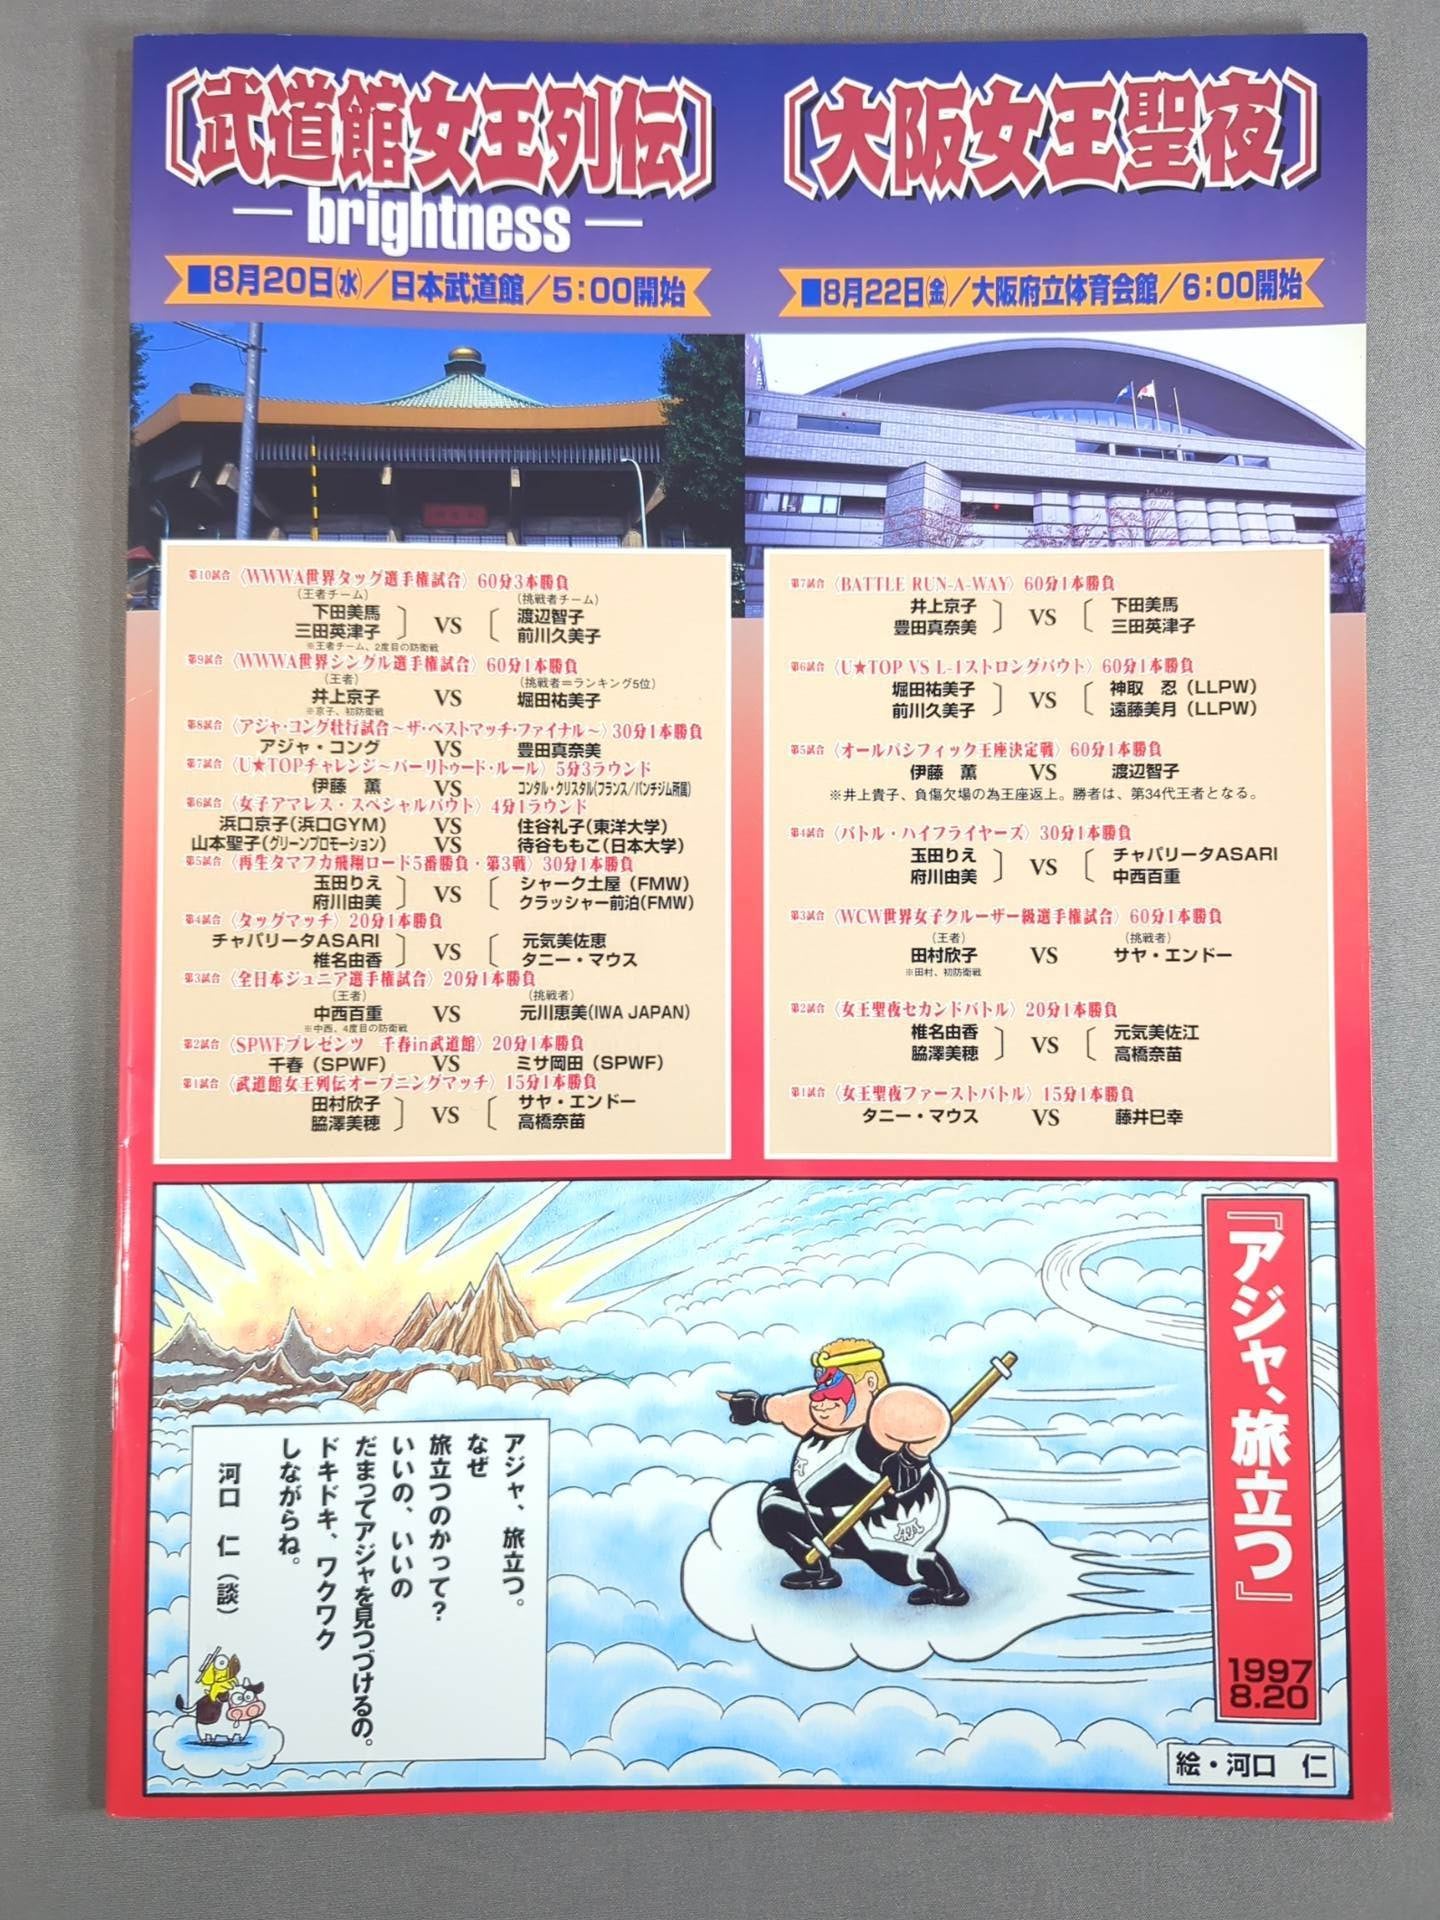 〔武道館女王列伝〕
— brightness —
■8月20日㈬／日本武道館／5:00開始
第10試合〈WWWA世界タッグ選手権試合〉60分3本勝負
(王者チーム) (挑戦者チーム)
下田美馬 渡辺智子
VS
三田英津子 前川久美子
※王者チーム、2度目の防衛戦
第9試合〈WWWA世界シングル選手権試合〉60分1本勝負
(王者) (挑戦者=ランキング5位)
井上京子 VS 堀田祐美子
※京子、初防衛戦
第8試合〈アジャ・コング壮行試合〜ザ・ベストマッチ・ファイナル〜〉30分1本勝負
アジャ・コング VS 豊田真奈美
第7試合〈U★TOPチャレンジ〜バーリトゥード・ルール〉5分3ラウンド
伊藤 薫 VS コンタル・クリスタル(フランス/パンチジム所属)
第6試合〈女子アマレス・スペシャルバウト〉4分1ラウンド
浜口京子(浜口GYM) VS 住谷礼子(東洋大学)
山本聖子(グリーンプロモーション) VS 待谷ももこ(日本大学)
第5試合〈再生タマフカ飛翔ロード5番勝負・第3戦〉30分1本勝負
玉田りえ シャーク土屋(FMW)
VS
府川由美 クラッシャー前泊(FMW)
第4試合〈タッグマッチ〉20分1本勝負
チャパリータASARI 元気美佐恵
VS
椎名由香 タニー・マウス
第3試合〈全日本ジュニア選手権試合〉20分1本勝負
(王者) (挑戦者)
中西百重 VS 元川恵美(IWA JAPAN)
※中西、4度目の防衛戦
第2試合〈SPWFプレゼンツ 千春in武道館〉20分1本勝負
千春(SPWF) VS ミサ岡田(SPWF)
第1試合〈武道館女王列伝オープニングマッチ〉15分1本勝負
田村欣子 サヤ・エンドー
VS
脇澤美穂 高橋奈苗
〔大阪女王聖夜〕
■8月22日㈮／大阪府立体育会館／6:00開始
第7試合〈BATTLE RUN-A-WAY〉60分1本勝負
井上京子 下田美馬
VS
豊田真奈美 三田英津子
第6試合〈U★TOP VS L-1ストロングバウト〉60分1本勝負
堀田祐美子 神取 忍(LLPW)
VS
前川久美子 遠藤美月(LLPW)
第5試合〈オールパシフィック王座決定戦〉60分1本勝負
伊藤 薫 VS 渡辺智子
※井上貴子、負傷欠場の為王座返上。勝者は、第34代王者となる。
第4試合〈バトル・ハイフライヤーズ〉30分1本勝負
玉田りえ チャパリータASARI
VS
府川由美 中西百重
第3試合〈WCW世界女子クルーザー級選手権試合〉60分1本勝負
(王者) (挑戦者)
田村欣子 VS サヤ・エンドー
※田村、初防衛戦
第2試合〈女王聖夜セカンドバトル〉20分1本勝負
椎名由香 元気美佐江
VS
脇澤美穂 高橋奈苗
第1試合〈女王聖夜ファーストバトル〉15分1本勝負
タニー・マウス VS 藤井巳幸
『アジャ、旅立つ』
1997
8.20
アジャ、旅立つ。
なぜ
旅立つのかって?
いいの、いいの
だまってアジャを見つづけるの。
ドキドキ、ワクワク
しながらね。
河口 仁(談)
絵・河口 仁